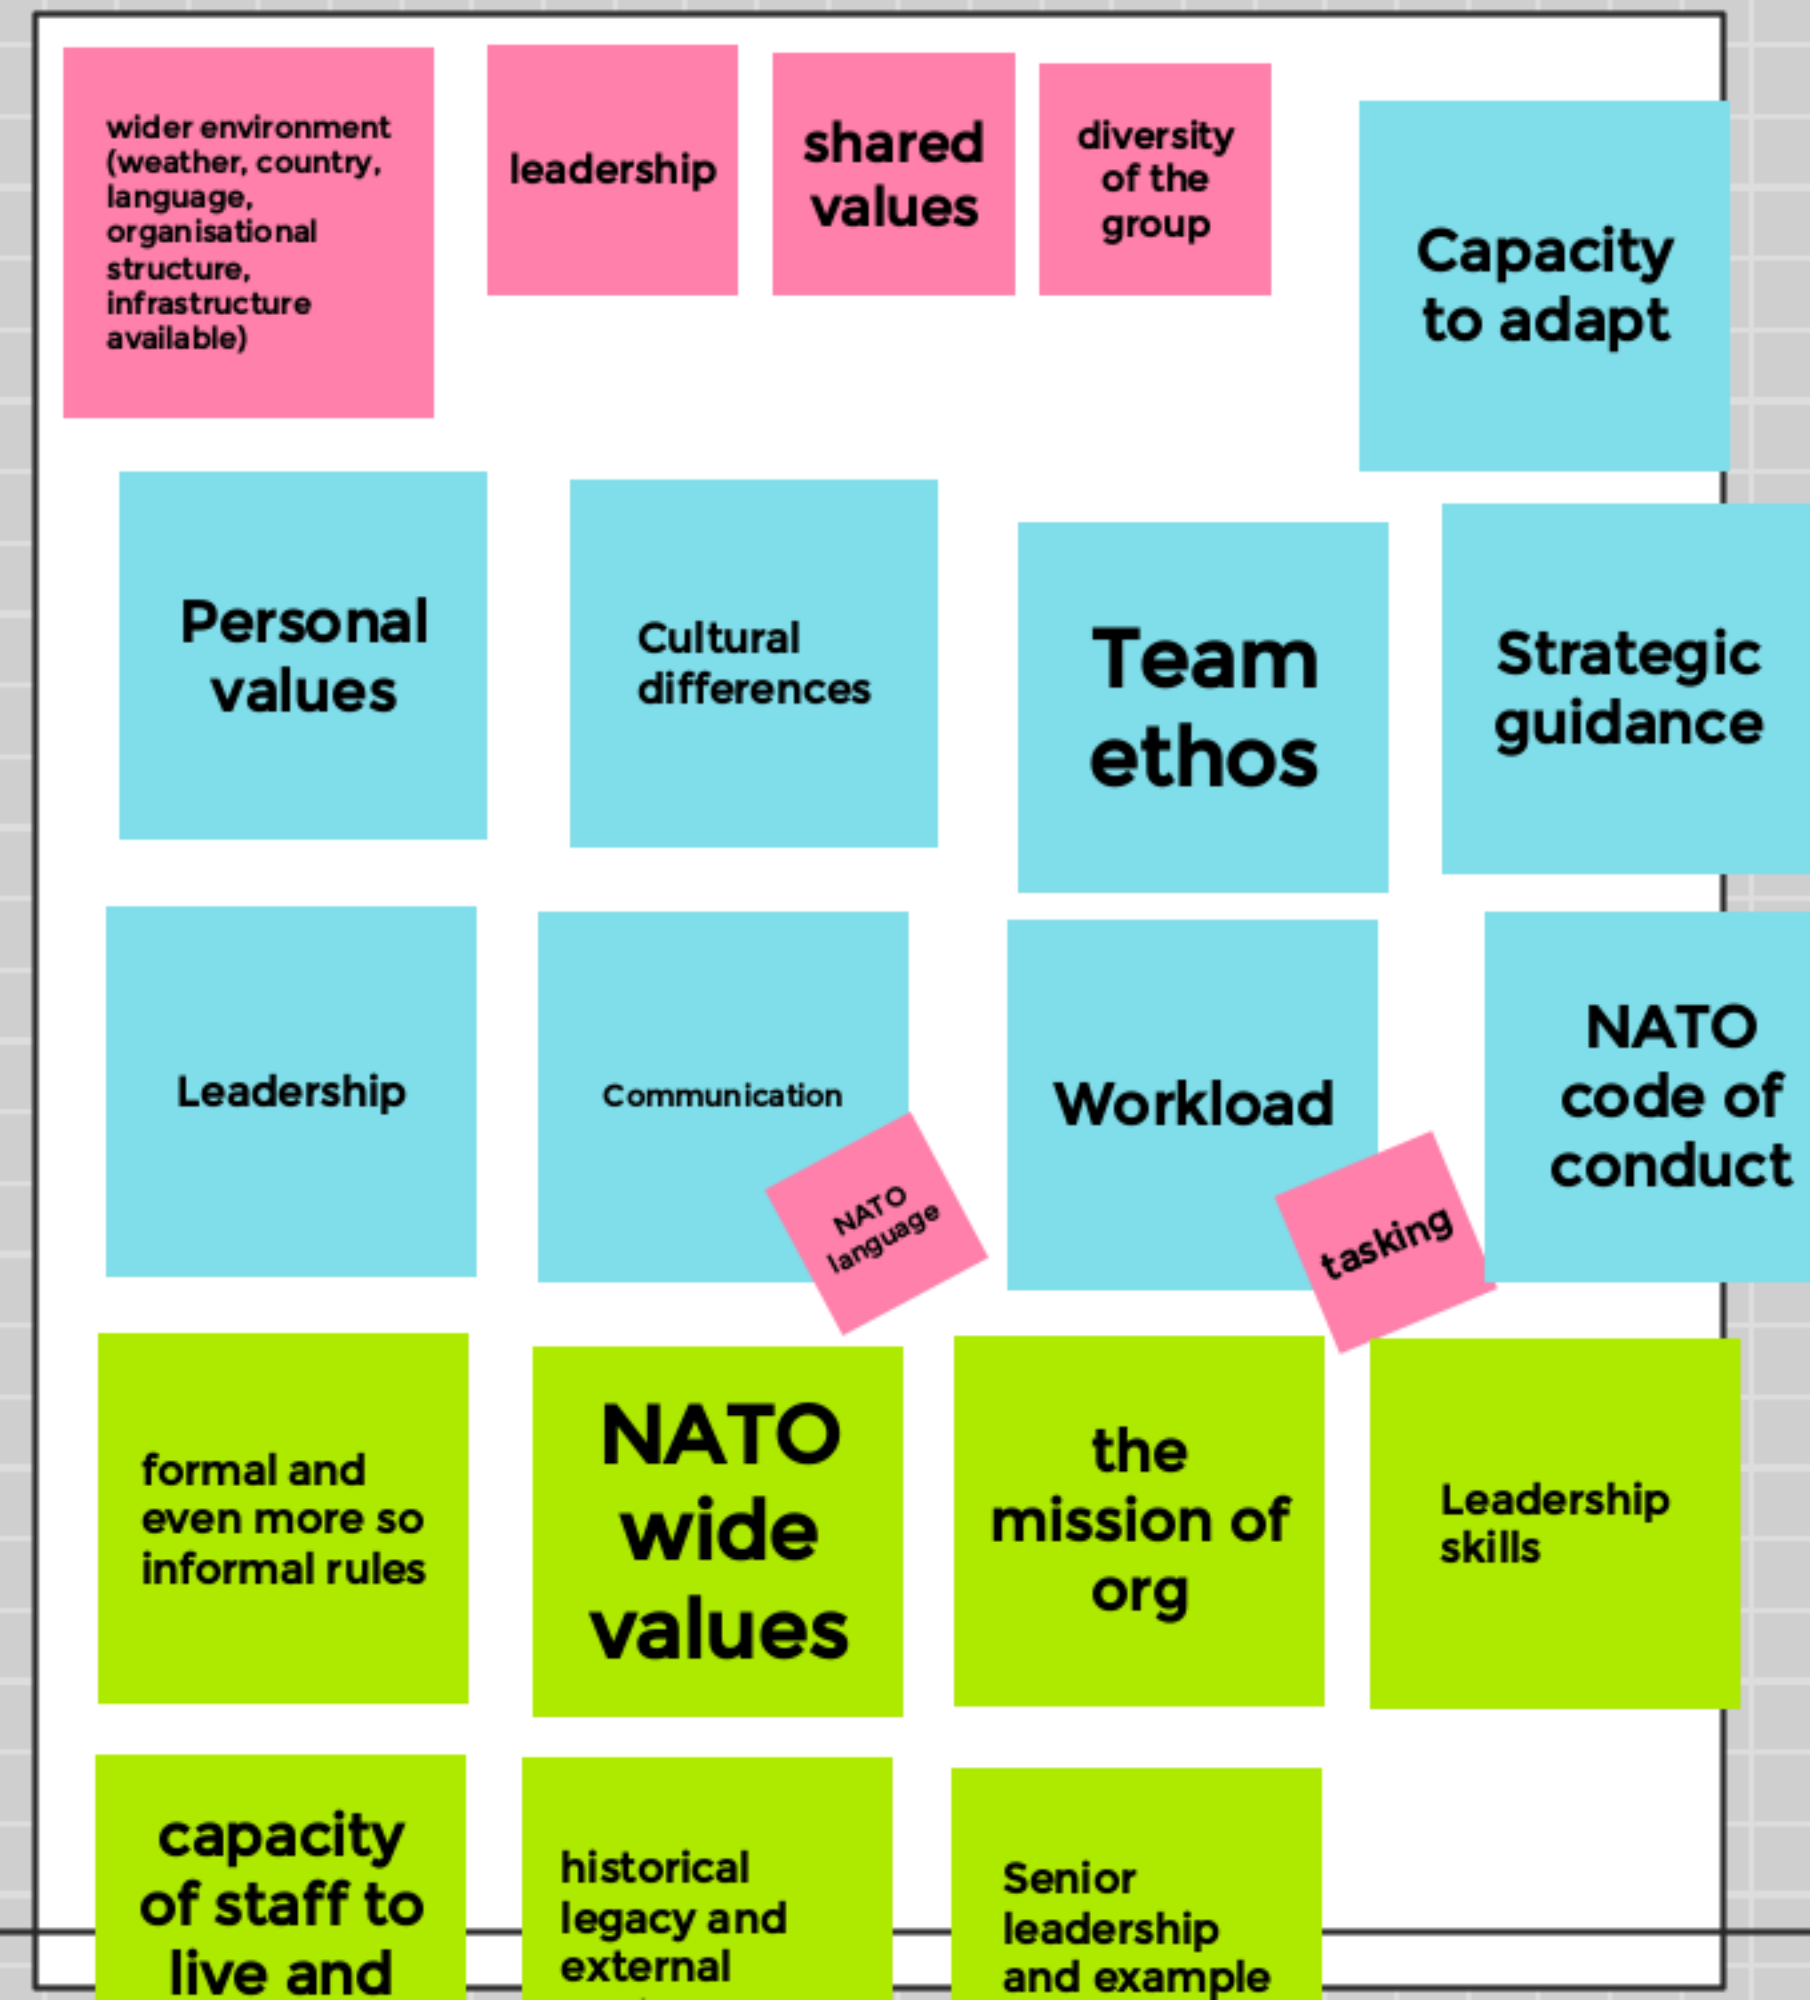 wider environment
(weather, country,
language,
organisational
structure,
infrastructure
available)
leadership
shared
values
diversity
of the
group
Capacity
to adapt
Personal
values
Cultural
differences
Team
ethos
Strategic
guidance
Leadership
Communication
NATO
language
Workload
tasking
NATO
code of
conduct
formal and
even more so
informal rules
NATO
wide
values
the
mission of
org
Leadership
skills
capacity
of staff to
live and
historical
legacy and
external
Senior
leadership
and example